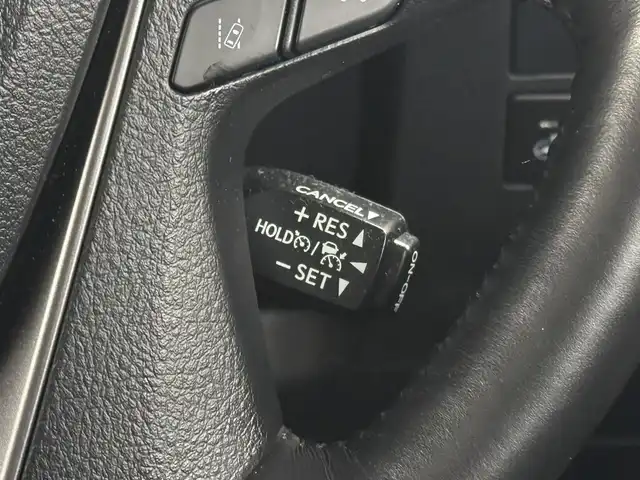 CANCEL
+ RES
HOLD /
- SET
ON-OFF